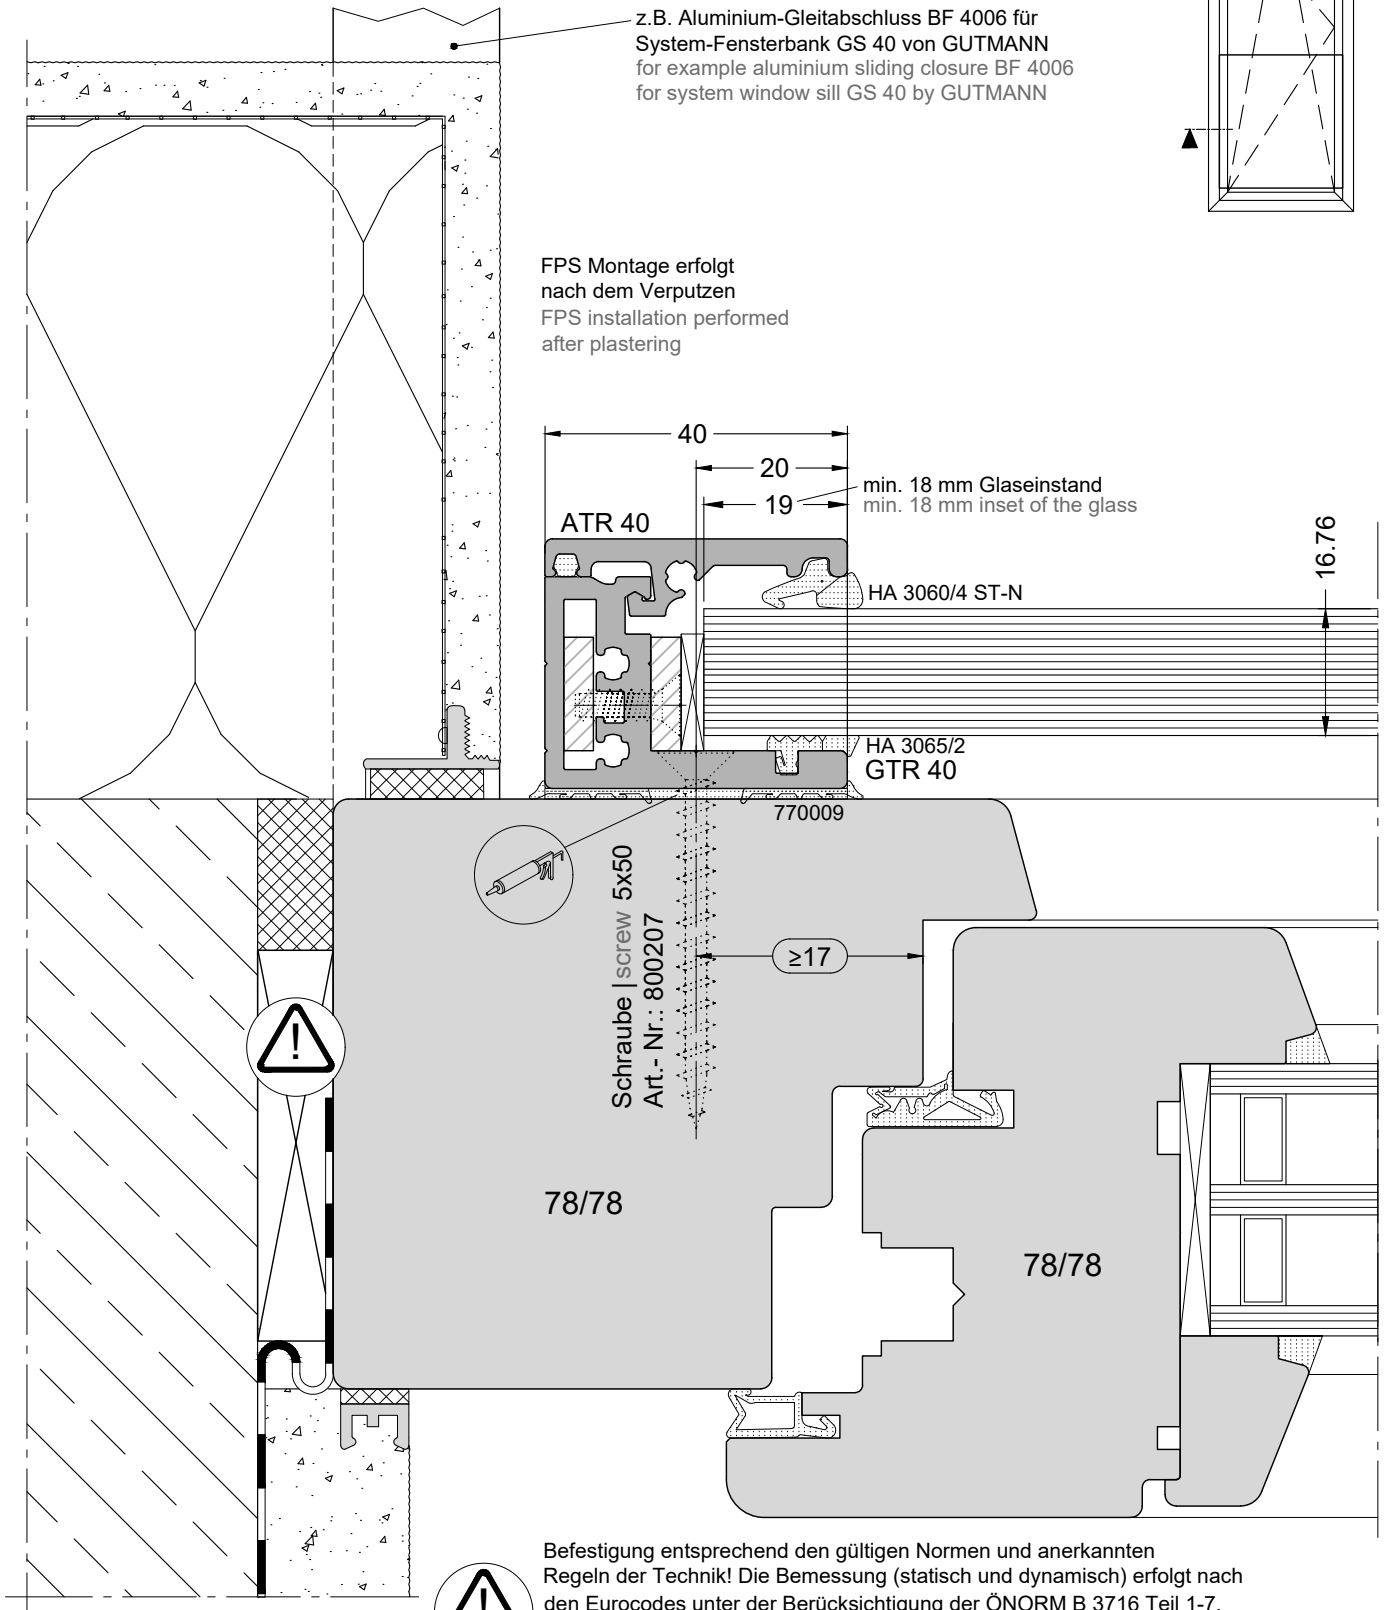 z.B. Aluminium-Gleitabschluss BF 4006 für
System-Fensterbank GS 40 von GUTMANN
for example aluminium sliding closure BF 4006
for system window sill GS 40 by GUTMANN
FPS Montage erfolgt
nach dem Verputzen
FPS installation performed
after plastering
40
20
19
min. 18 mm Glaseinstand
min. 18 mm inset of the glass
ATR 40
16.76
HA 3060/4 ST-N
HA 3065/2
GTR 40
770009
Schraube | screw 5x50
Art.- Nr.: 800207
≥17
!
78/78
78/78
Befestigung entsprechend den gültigen Normen und anerkannten
Regeln der Technik! Die Bemessung (statisch und dynamisch) erfolgt nach
den Eurocodes unter der Berücksichtigung der ÖNORM B 3716 Teil 1-7,
!